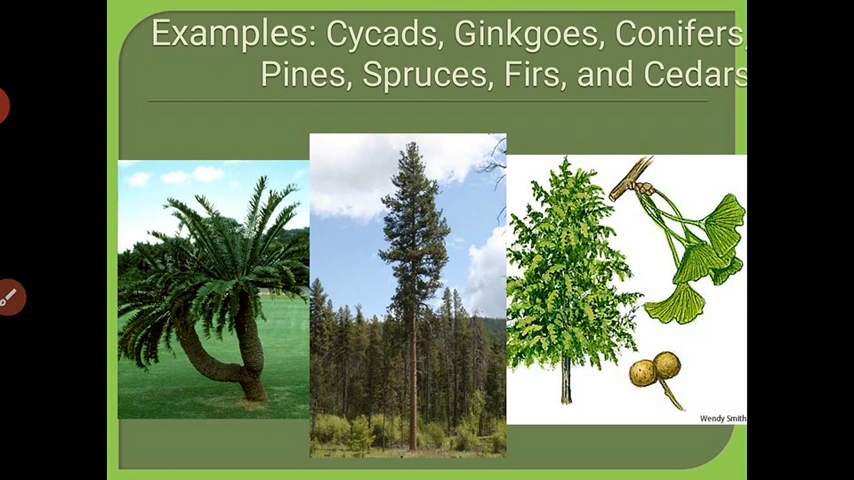 Examples: Cycads, Ginkgoes, Conifers,
Pines, Spruces, Firs, and Cedars
Wendy Smith